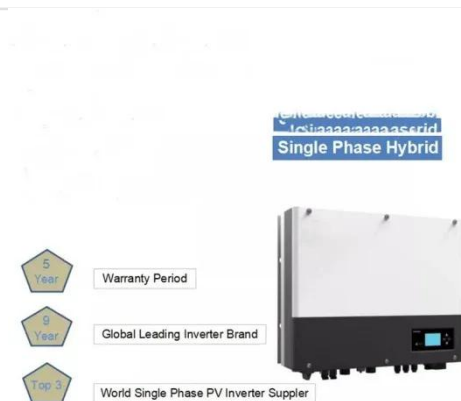 Single Phase Hybrid
5
Year
Warranty Period
9
Year
Global Leading Inverter Brand
Top 3
World Single Phase PV Inverter Suppler